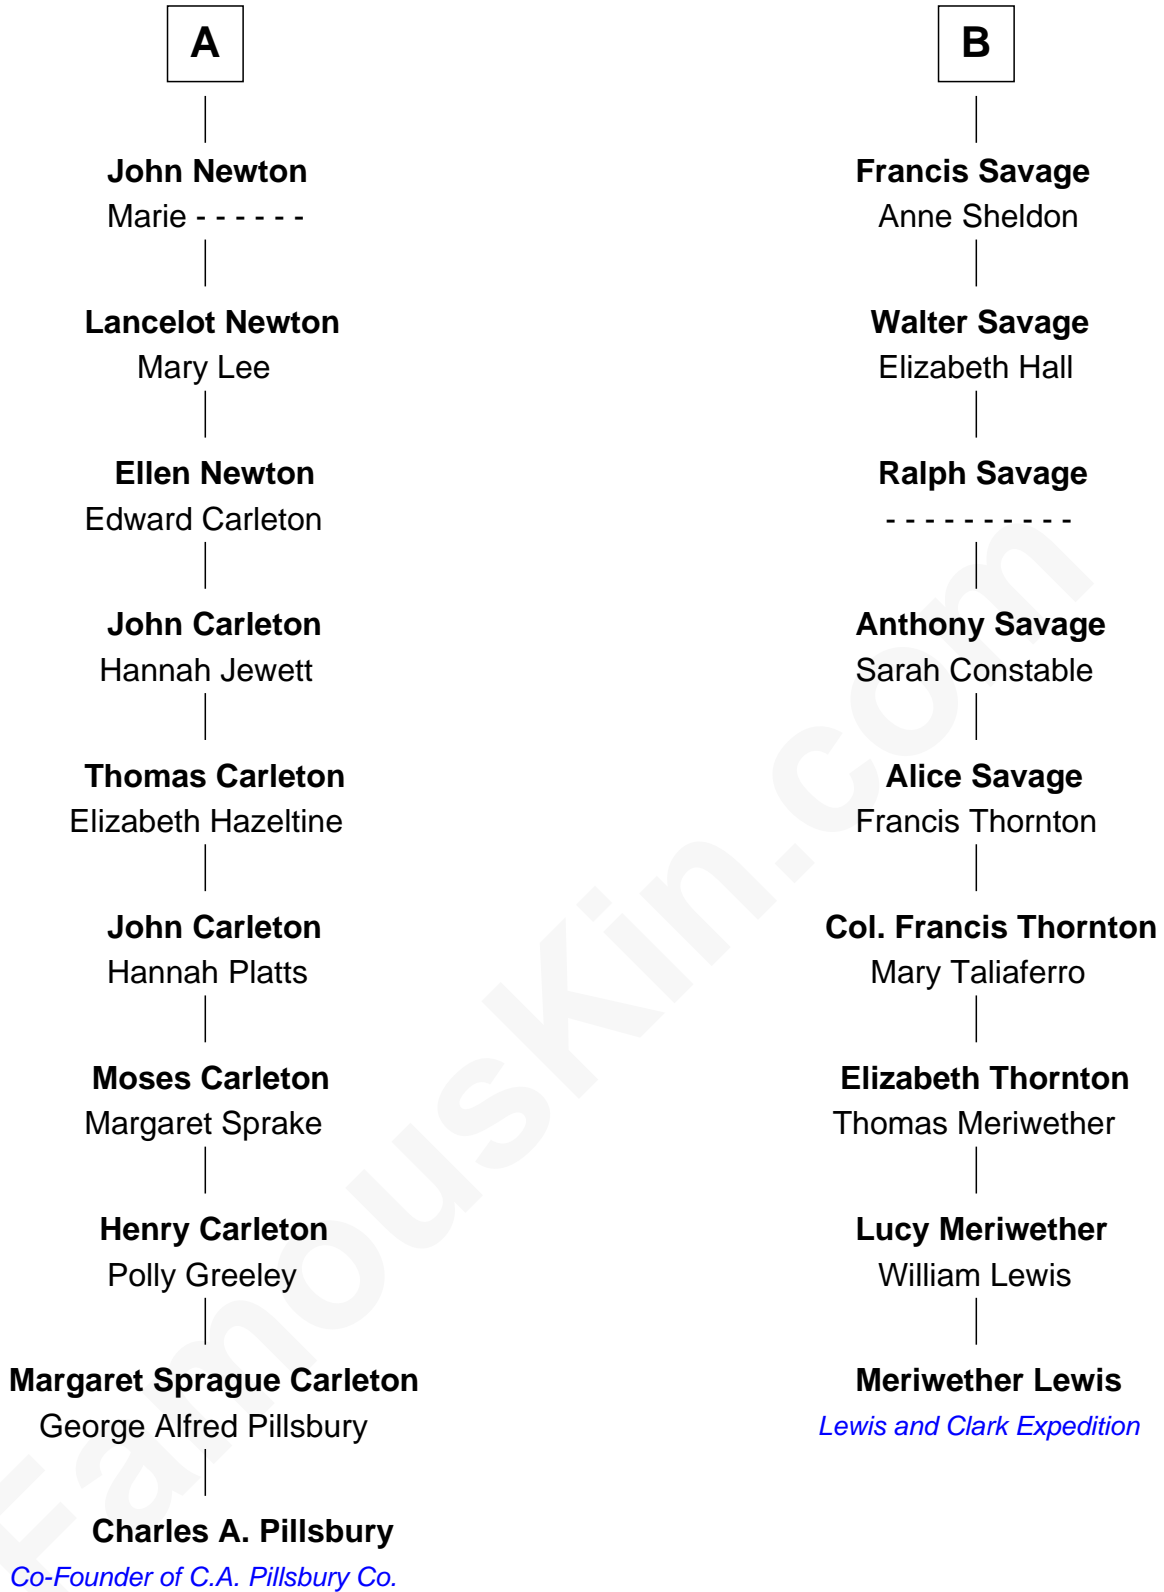 A
John Newton
Marie - - - - - -
Lancelot Newton
Mary Lee
Ellen Newton
Edward Carleton
John Carleton
Hannah Jewett
Thomas Carleton
Elizabeth Hazeltine
John Carleton
Hannah Platts
Moses Carleton
Margaret Sprake
Henry Carleton
Polly Greeley
Margaret Sprague Carleton
George Alfred Pillsbury
Charles A. Pillsbury
Co-Founder of C.A. Pillsbury Co.
B
Francis Savage
Anne Sheldon
Walter Savage
Elizabeth Hall
Ralph Savage
- - - - - - - - - -
Anthony Savage
Sarah Constable
Alice Savage
Francis Thornton
Col. Francis Thornton
Mary Taliaferro
Elizabeth Thornton
Thomas Meriwether
Lucy Meriwether
William Lewis
Meriwether Lewis
Lewis and Clark Expedition
FamousKin.com